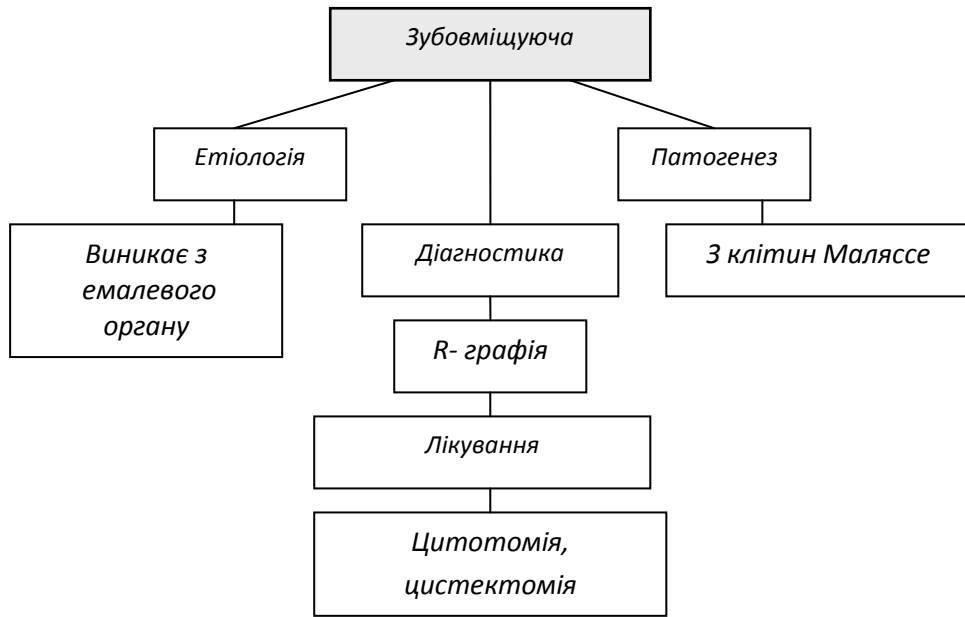 Зубовміщуюча
Етіологія
Патогенез
Виникає з
емалевого
органу
Діагностика
З клітин Маляссе
R- графія
Лікування
Цитотомія,
цистектомія